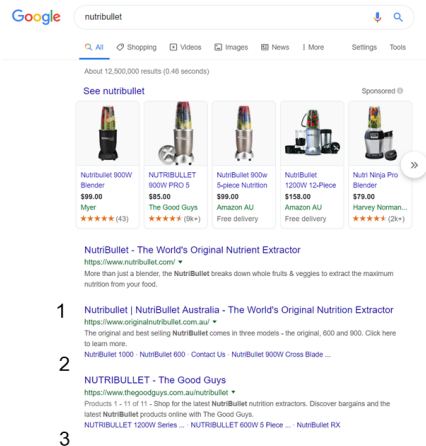 Google
nutribullet
All Shopping Videos Images News More Settings Tools
About 12,500,000 results (0.46 seconds)
See nutribullet Sponsored
Nutribullet 900W Blender
$99.00
Myer
(43)
NUTRIBULLET 900W PRO 5
$85.00
The Good Guys
(9k+)
NutriBullet 900w 5-piece Nutrition
$99.00
Amazon AU
Free delivery
NutriBullet 1200W 12-Piece
$158.00
Amazon AU
Free delivery
Nutri Ninja Pro Blender
$79.00
Harvey Norman...
(2k+)
NutriBullet - The World's Original Nutrient Extractor
https://www.nutribullet.com/
More than just a blender, the NutriBullet breaks down whole fruits & veggies to extract the maximum
nutrition from your food.
1
Nutribullet | NutriBullet Australia - The World's Original Nutrition Extractor
https://www.originalnutribullet.com.au/
The original and best selling NutriBullet comes in three models - the original, 600 and 900. Click here
to learn more.
NutriBullet 1000 · NutriBullet 600 · Contact Us · NutriBullet 900W Cross Blade ...
2
NUTRIBULLET - The Good Guys
https://www.thegoodguys.com.au/nutribullet
Products 1 - 11 of 11 - Shop for the latest NutriBullet nutrition extractors. Discover bargains and the
latest NutriBullet products online with The Good Guys.
NUTRIBULLET 1200W Series ... · NUTRIBULLET 600W 5 Piece ... · NutriBullet RX
3